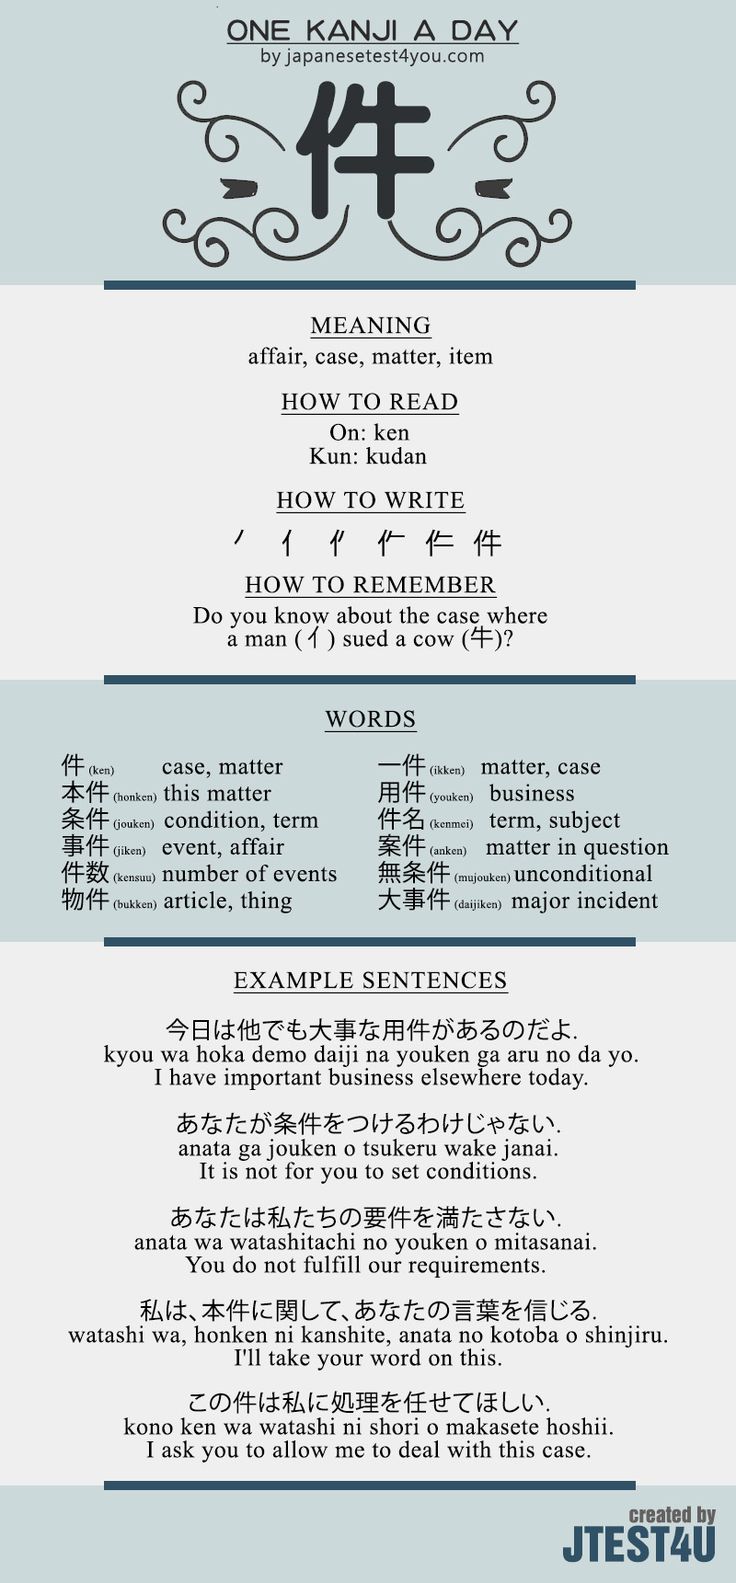 ONE KANJI A DAY
by japanesetest4you.com
件
MEANING
affair, case, matter, item
HOW TO READ
On: ken
Kun: kudan
HOW TO WRITE
件
HOW TO REMEMBER
Do you know about the case where
a man (亻) sued a cow (牛)?
WORDS
件 (ken) case, matter
本件 (honken) this matter
条件 (jouken) condition, term
事件 (jiken) event, affair
件数 (kensuu) number of events
物件 (bukken) article, thing
一件 (ikken) matter, case
用件 (youken) business
件名 (kenmei) term, subject
案件 (anken) matter in question
無条件 (mujouken) unconditional
大事件 (daijiken) major incident
EXAMPLE SENTENCES
今日は他でも大事な用件があるのだよ.
kyou wa hoka demo daiji na youken ga aru no da yo.
I have important business elsewhere today.
あなたが条件をつけるわけじゃない.
anata ga jouken o tsukeru wake janai.
It is not for you to set conditions.
あなたは私たちの要件を満たさない.
anata wa watashitachi no youken o mitasanai.
You do not fulfill our requirements.
私は、本件に関して、あなたの言葉を信じる.
watashi wa, honken ni kanshite, anata no kotoba o shinjiru.
I'll take your word on this.
この件は私に処理を任せてほしい.
kono ken wa watashi ni shori o makasete hoshii.
I ask you to allow me to deal with this case.
created by
JTEST4U